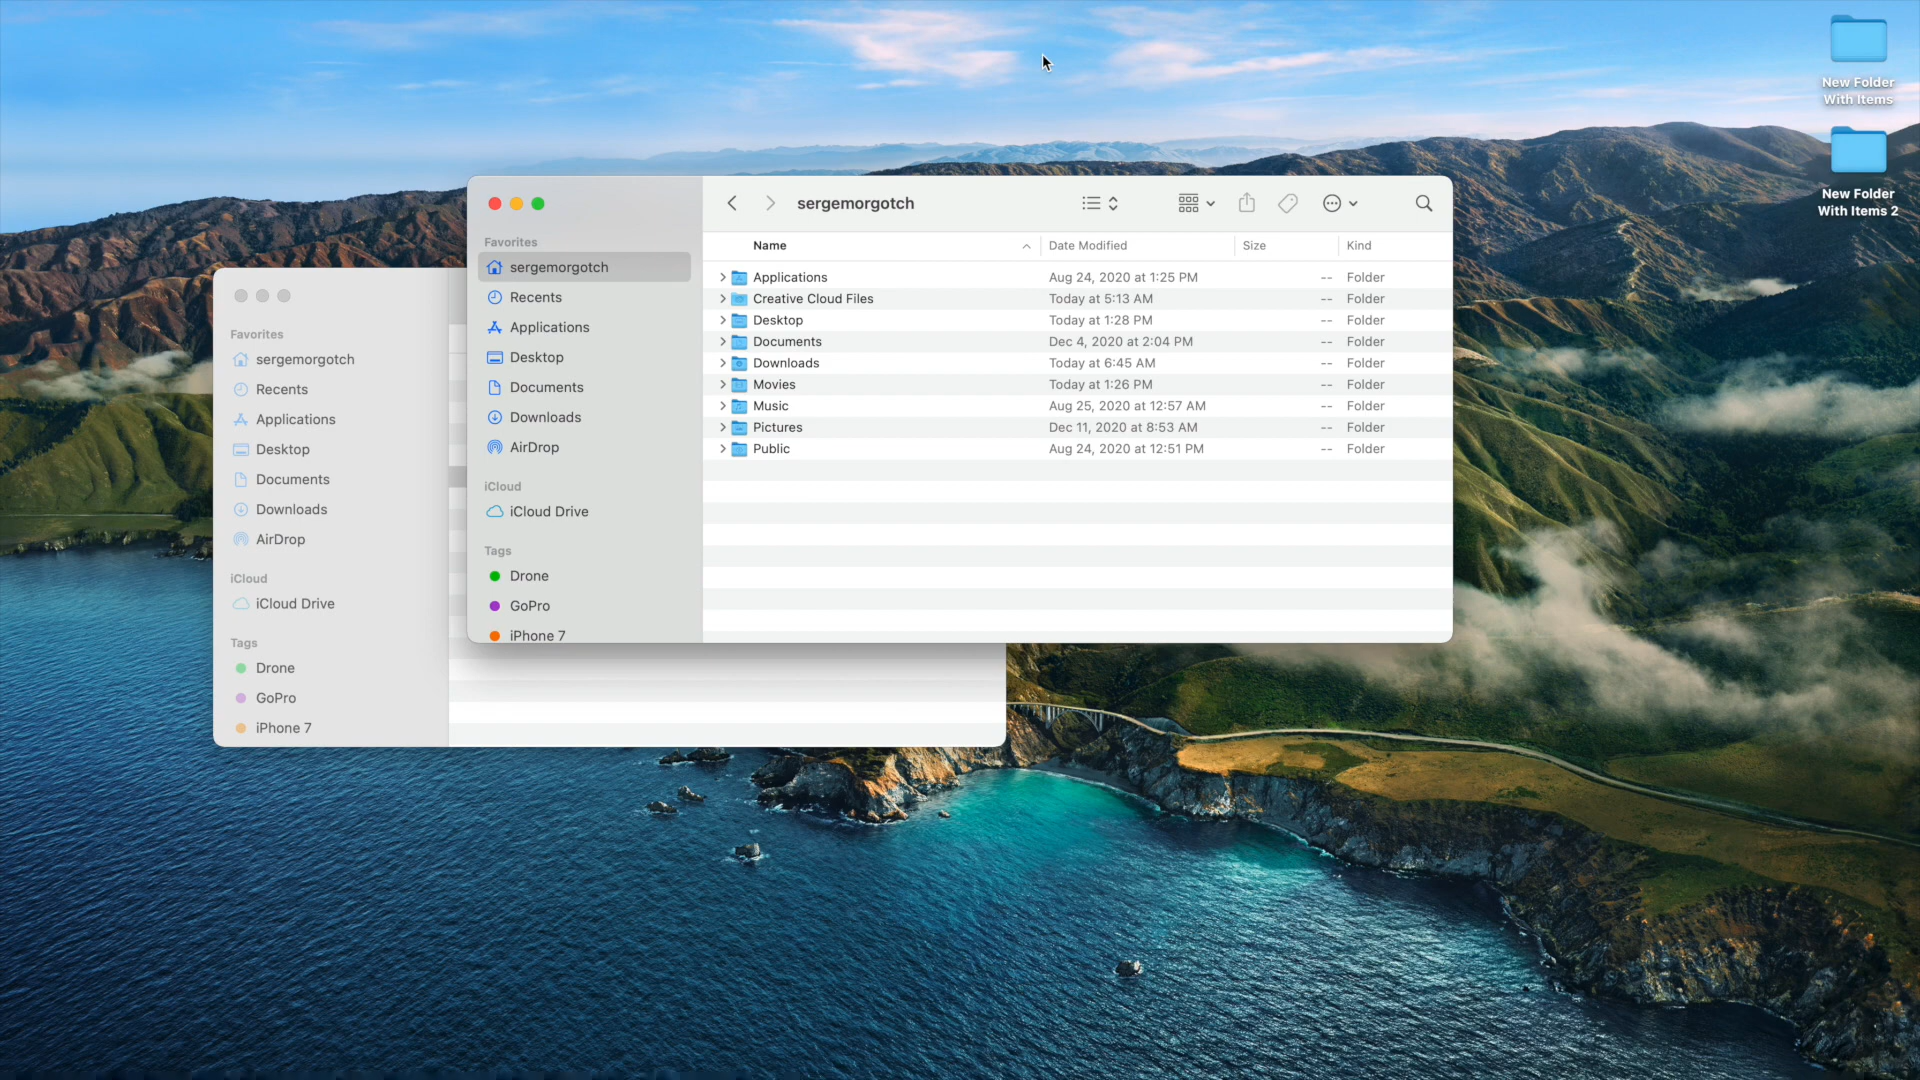 New Folder
With Items
New Folder
With Items 2
sergemorgotch
Favorites
sergemorgotch
Recents
Applications
Desktop
Documents
Downloads
AirDrop
iCloud
iCloud Drive
Tags
Drone
GoPro
iPhone 7
Name Date Modified Size Kind
Applications Aug 24, 2020 at 1:25 PM -- Folder
Creative Cloud Files Today at 5:13 AM -- Folder
Desktop Today at 1:28 PM -- Folder
Documents Dec 4, 2020 at 2:04 PM -- Folder
Downloads Today at 6:45 AM -- Folder
Movies Today at 1:26 PM -- Folder
Music Aug 25, 2020 at 12:57 AM -- Folder
Pictures Dec 11, 2020 at 8:53 AM -- Folder
Public Aug 24, 2020 at 12:51 PM -- Folder
Favorites
sergemorgotch
Recents
Applications
Desktop
Documents
Downloads
AirDrop
iCloud
iCloud Drive
Tags
Drone
GoPro
iPhone 7